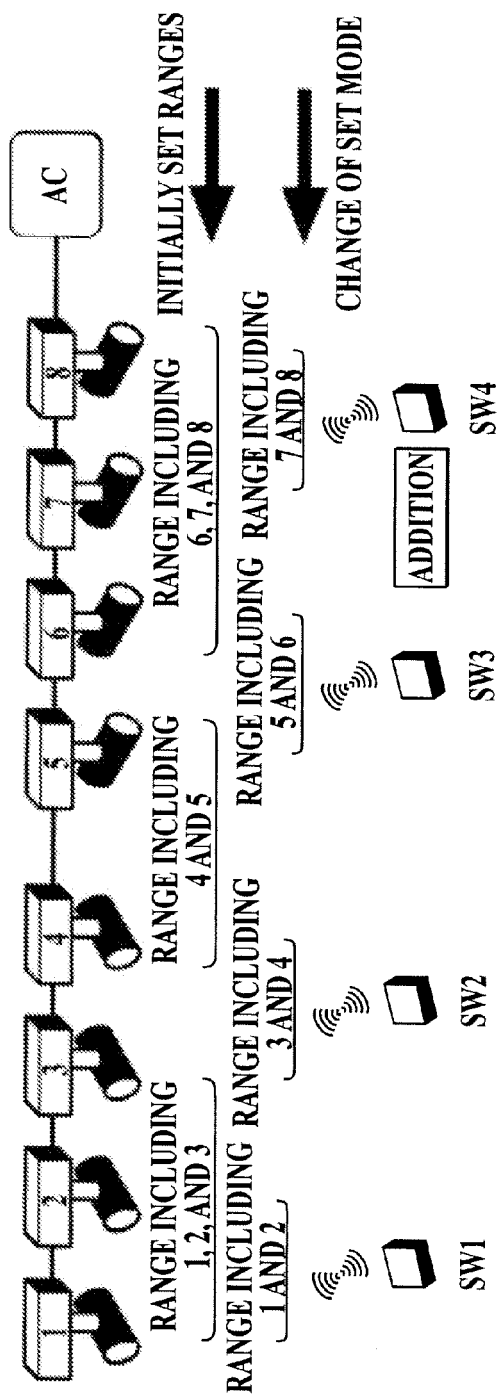 1
2
3
4
5
6
7
8
AC
INITIALLY SET RANGES
RANGE INCLUDING
1, 2, AND 3
RANGE INCLUDING
4 AND 5
RANGE INCLUDING
6, 7, AND 8
CHANGE OF SET MODE
RANGE INCLUDING
1 AND 2
RANGE INCLUDING
3 AND 4
RANGE INCLUDING
5 AND 6
RANGE INCLUDING
7 AND 8
SW1
SW2
SW3
ADDITION
SW4